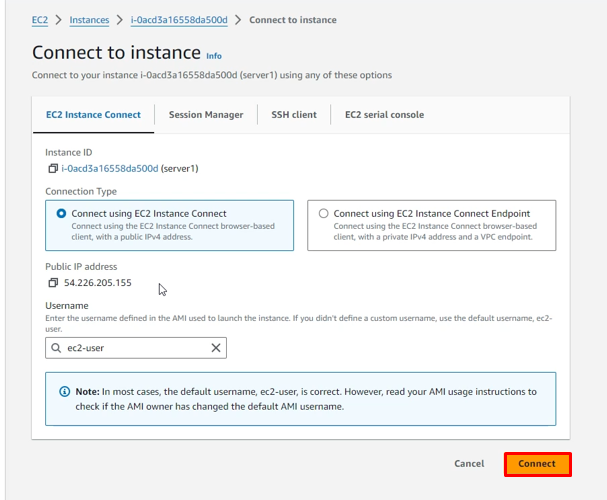 EC2 > Instances > i-0acd3a16558da500d > Connect to instance
Connect to instance Info
Connect to your instance i-0acd3a16558da500d (server1) using any of these options
EC2 Instance Connect Session Manager SSH client EC2 serial console
Instance ID
i-0acd3a16558da500d (server1)
Connection Type
Connect using EC2 Instance Connect
Connect using the EC2 Instance Connect browser-based
client, with a public IPv4 address.
Connect using EC2 Instance Connect Endpoint
Connect using the EC2 Instance Connect browser-based
client, with a private IPv4 address and a VPC endpoint.
Public IP address
54.226.205.155
Username
Enter the username defined in the AMI used to launch the instance. If you didn't define a custom username, use the default username, ec2-
user.
ec2-user
Note: In most cases, the default username, ec2-user, is correct. However, read your AMI usage instructions to
check if the AMI owner has changed the default AMI username.
Cancel Connect